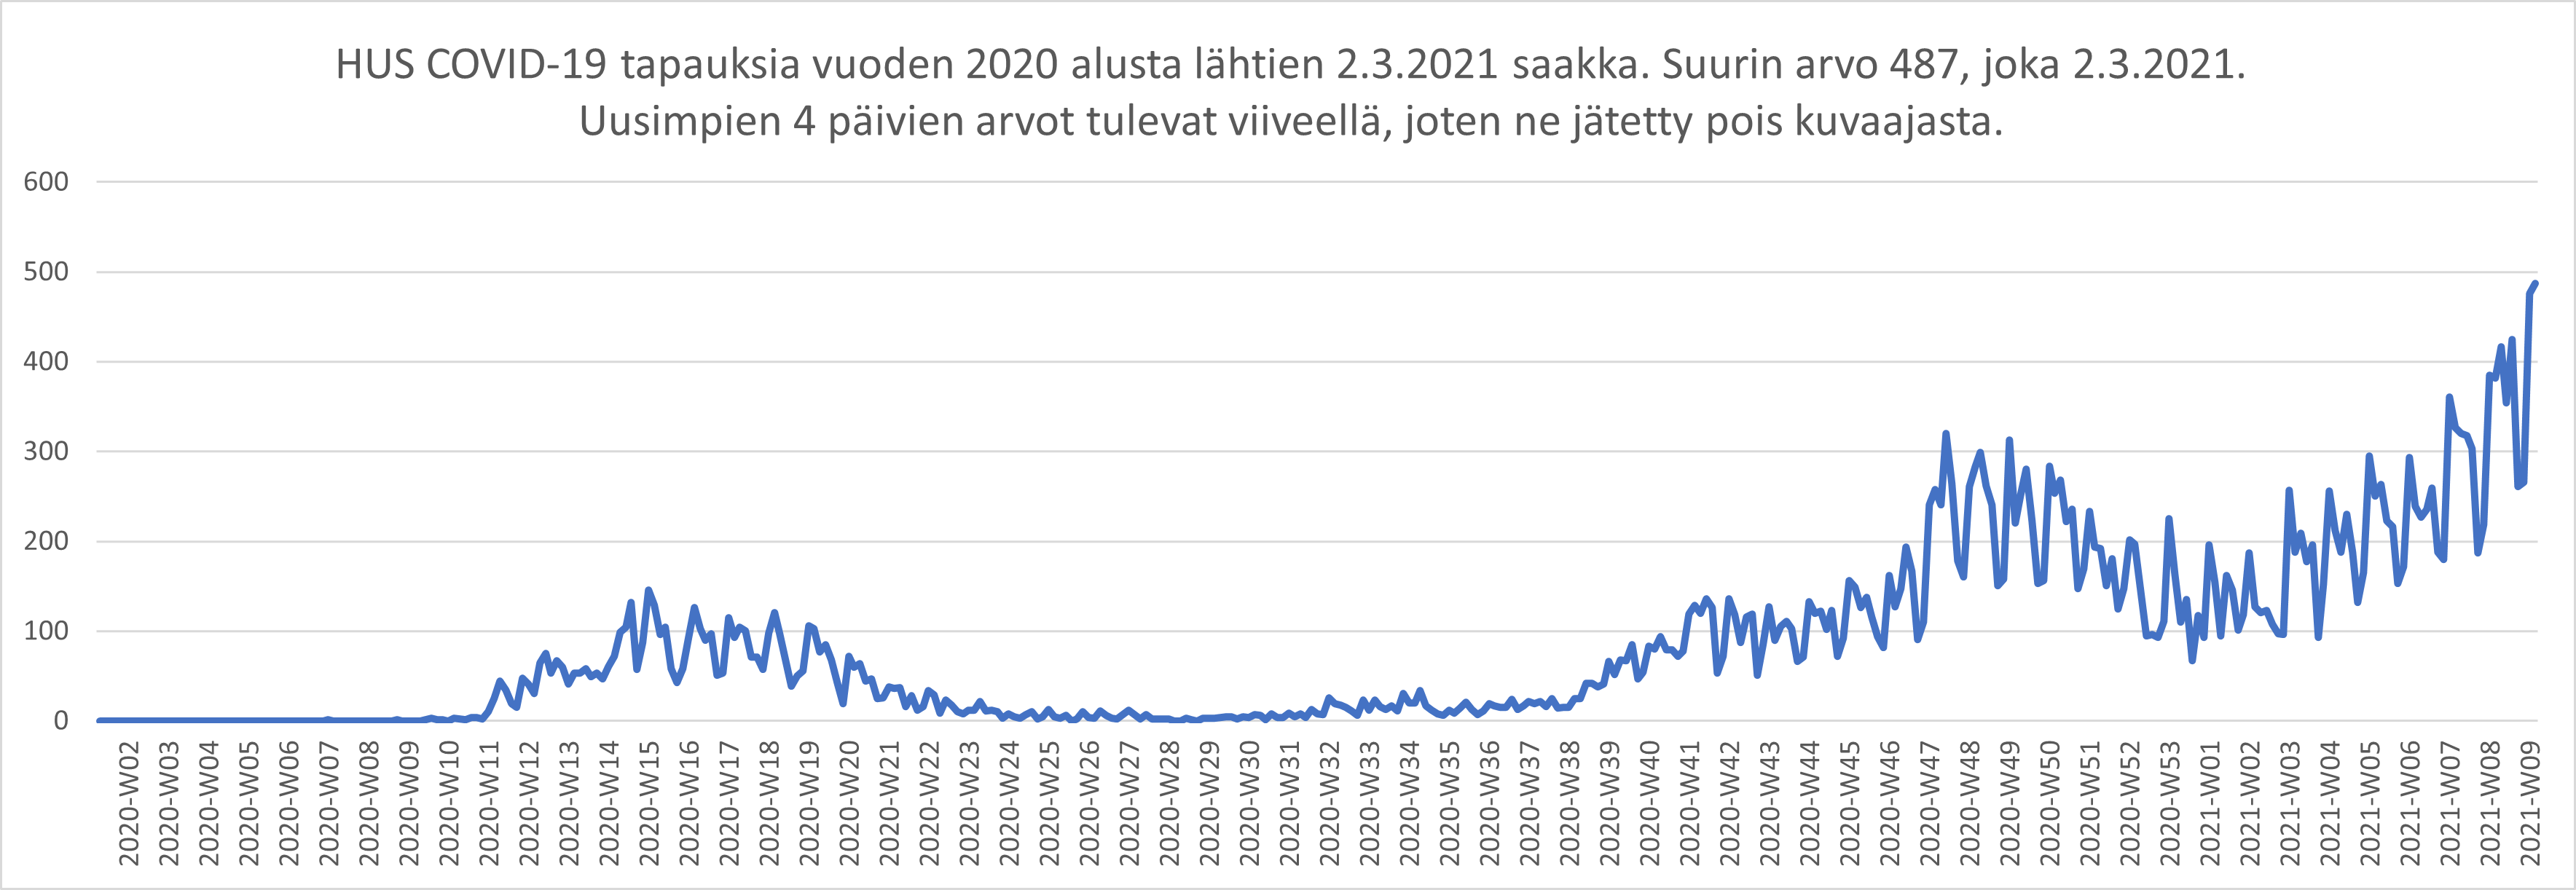 HUS COVID-19 tapauksia vuoden 2020 alusta lähtien 2.3.2021 saakka. Suurin arvo 487, joka 2.3.2021.
Uusimpien 4 päivien arvot tulevat viiveellä, joten ne jätetty pois kuvaajasta.
600
500
400
300
200
100
0
2020-W02
2020-W03
2020-W04
2020-W05
2020-W06
2020-W07
2020-W08
2020-W09
2020-W10
2020-W11
2020-W12
2020-W13
2020-W14
2020-W15
2020-W16
2020-W17
2020-W18
2020-W19
2020-W20
2020-W21
2020-W22
2020-W23
2020-W24
2020-W25
2020-W26
2020-W27
2020-W28
2020-W29
2020-W30
2020-W31
2020-W32
2020-W33
2020-W34
2020-W35
2020-W36
2020-W37
2020-W38
2020-W39
2020-W40
2020-W41
2020-W42
2020-W43
2020-W44
2020-W45
2020-W46
2020-W47
2020-W48
2020-W49
2020-W50
2020-W51
2020-W52
2020-W53
2021-W01
2021-W02
2021-W03
2021-W04
2021-W05
2021-W06
2021-W07
2021-W08
2021-W09